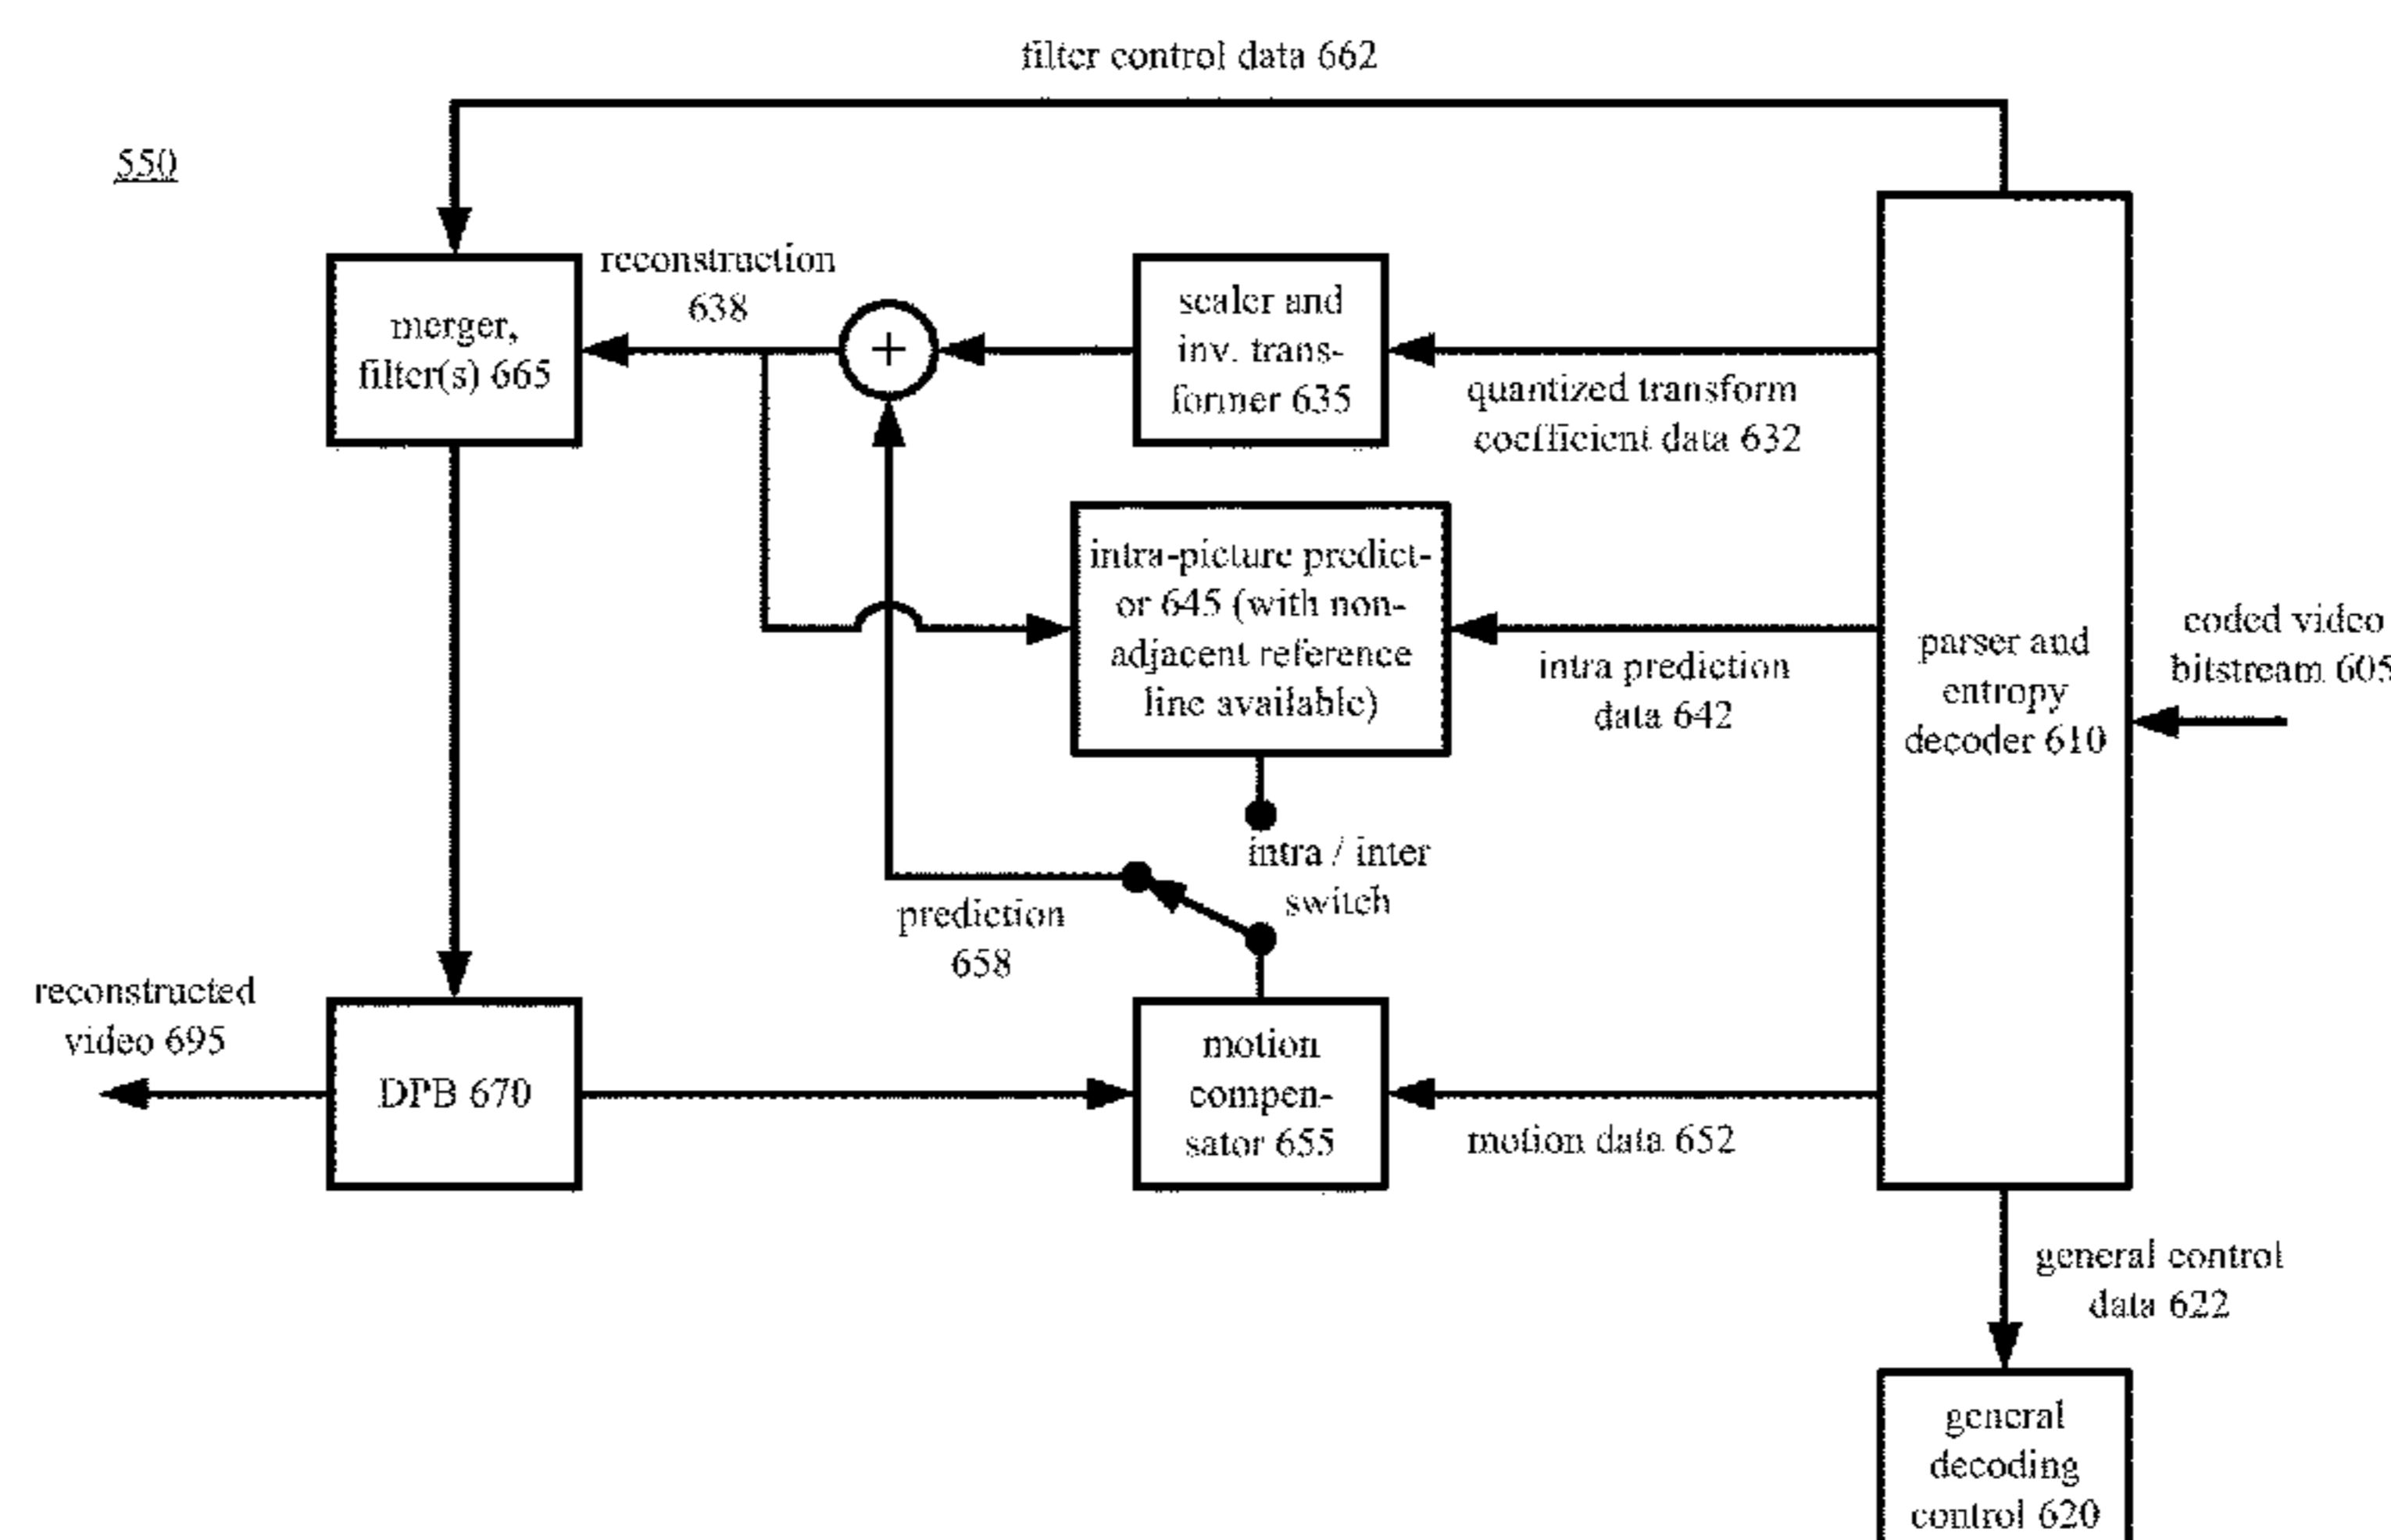 filter control data 662
550
reconstruction
638
merger,
filter(s) 665
+
scaler and
inv. trans-
former 635
quantized transform
coefficient data 632
intra-picture predict-
or 645 (with non-
adjacent reference
line available)
intra prediction
data 642
parser and
entropy
decoder 610
coded video
bitstream 605
intra / inter
switch
prediction
658
reconstructed
video 695
DPB 670
motion
compen-
sator 655
motion data 652
general control
data 622
general
decoding
control 620